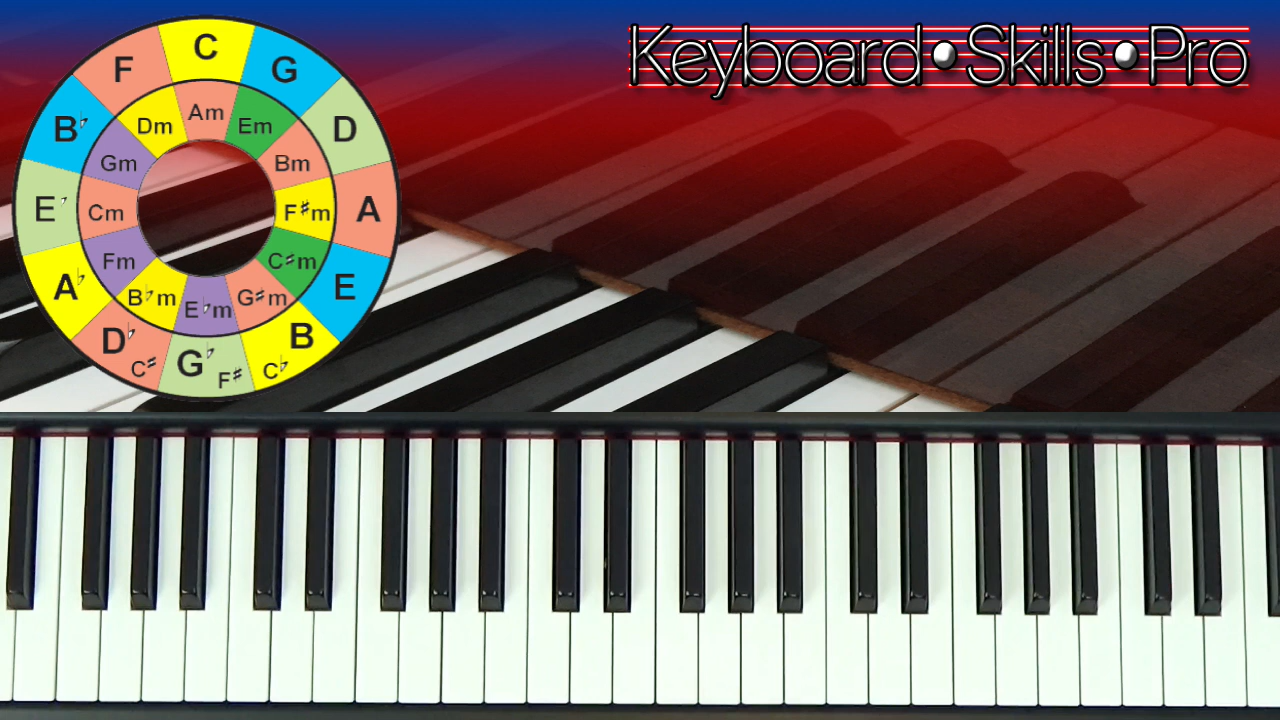 Keyboard•Skills•Pro
C
G
D
A
E
B
C♭
G♭
F♯
D♭
C♯
A♭
E♭
B♭
F
Am
Em
Bm
F♯m
C♯m
G♯m
E♭m
B♭m
Fm
Cm
Gm
Dm